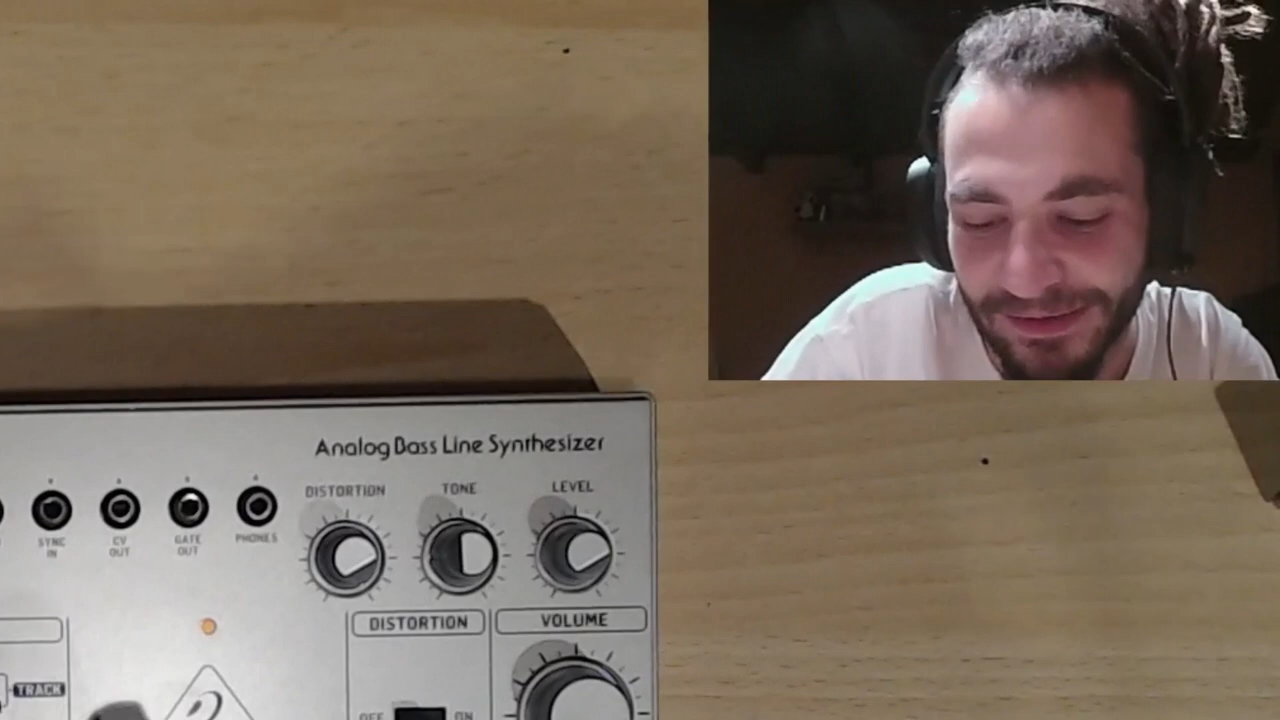 Analog Bass Line Synthesizer
DISTORTION TONE LEVEL
SYNC IN
CV OUT
GATE OUT
PHONES
DISTORTION
VOLUME
TRACK
OFF ON